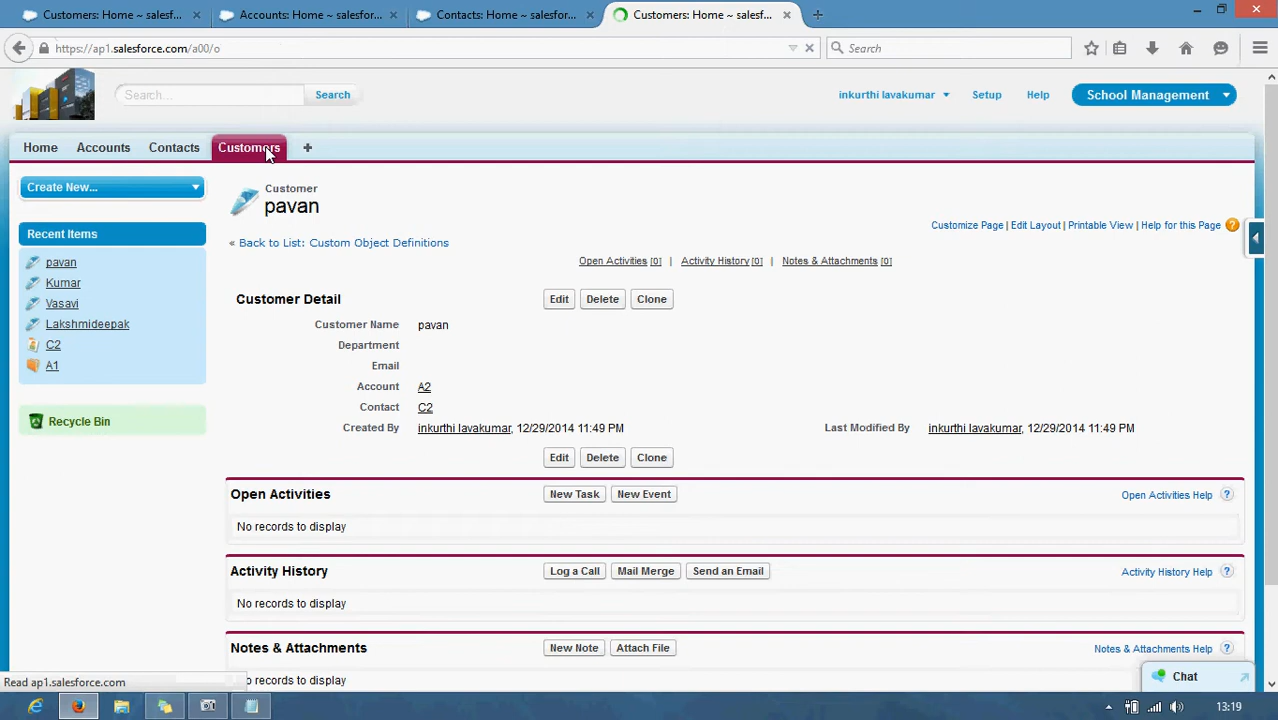 Customers: Home ~ salesfor...
Accounts: Home ~ salesfor...
Contacts: Home ~ salesfor...
Customers: Home ~ salesf...
https://ap1.salesforce.com/a00/o
Search
Search...
Search
inkurthi lavakumar
Setup
Help
School Management
Home
Accounts
Contacts
Customers
+
Create New...
Recent Items
pavan
Kumar
Vasavi
Lakshmideepak
C2
A1
Recycle Bin
Customer
pavan
Customize Page | Edit Layout | Printable View | Help for this Page
« Back to List: Custom Object Definitions
Open Activities [0] | Activity History [0] | Notes & Attachments [0]
Customer Detail
Edit
Delete
Clone
Customer Name pavan
Department
Email
Account A2
Contact C2
Created By inkurthi lavakumar, 12/29/2014 11:49 PM
Last Modified By inkurthi lavakumar, 12/29/2014 11:49 PM
Edit
Delete
Clone
Open Activities
New Task
New Event
Open Activities Help ?
No records to display
Activity History
Log a Call
Mail Merge
Send an Email
Activity History Help ?
No records to display
Notes & Attachments
New Note
Attach File
Notes & Attachments Help ?
No records to display
Read ap1.salesforce.com
Chat
13:19